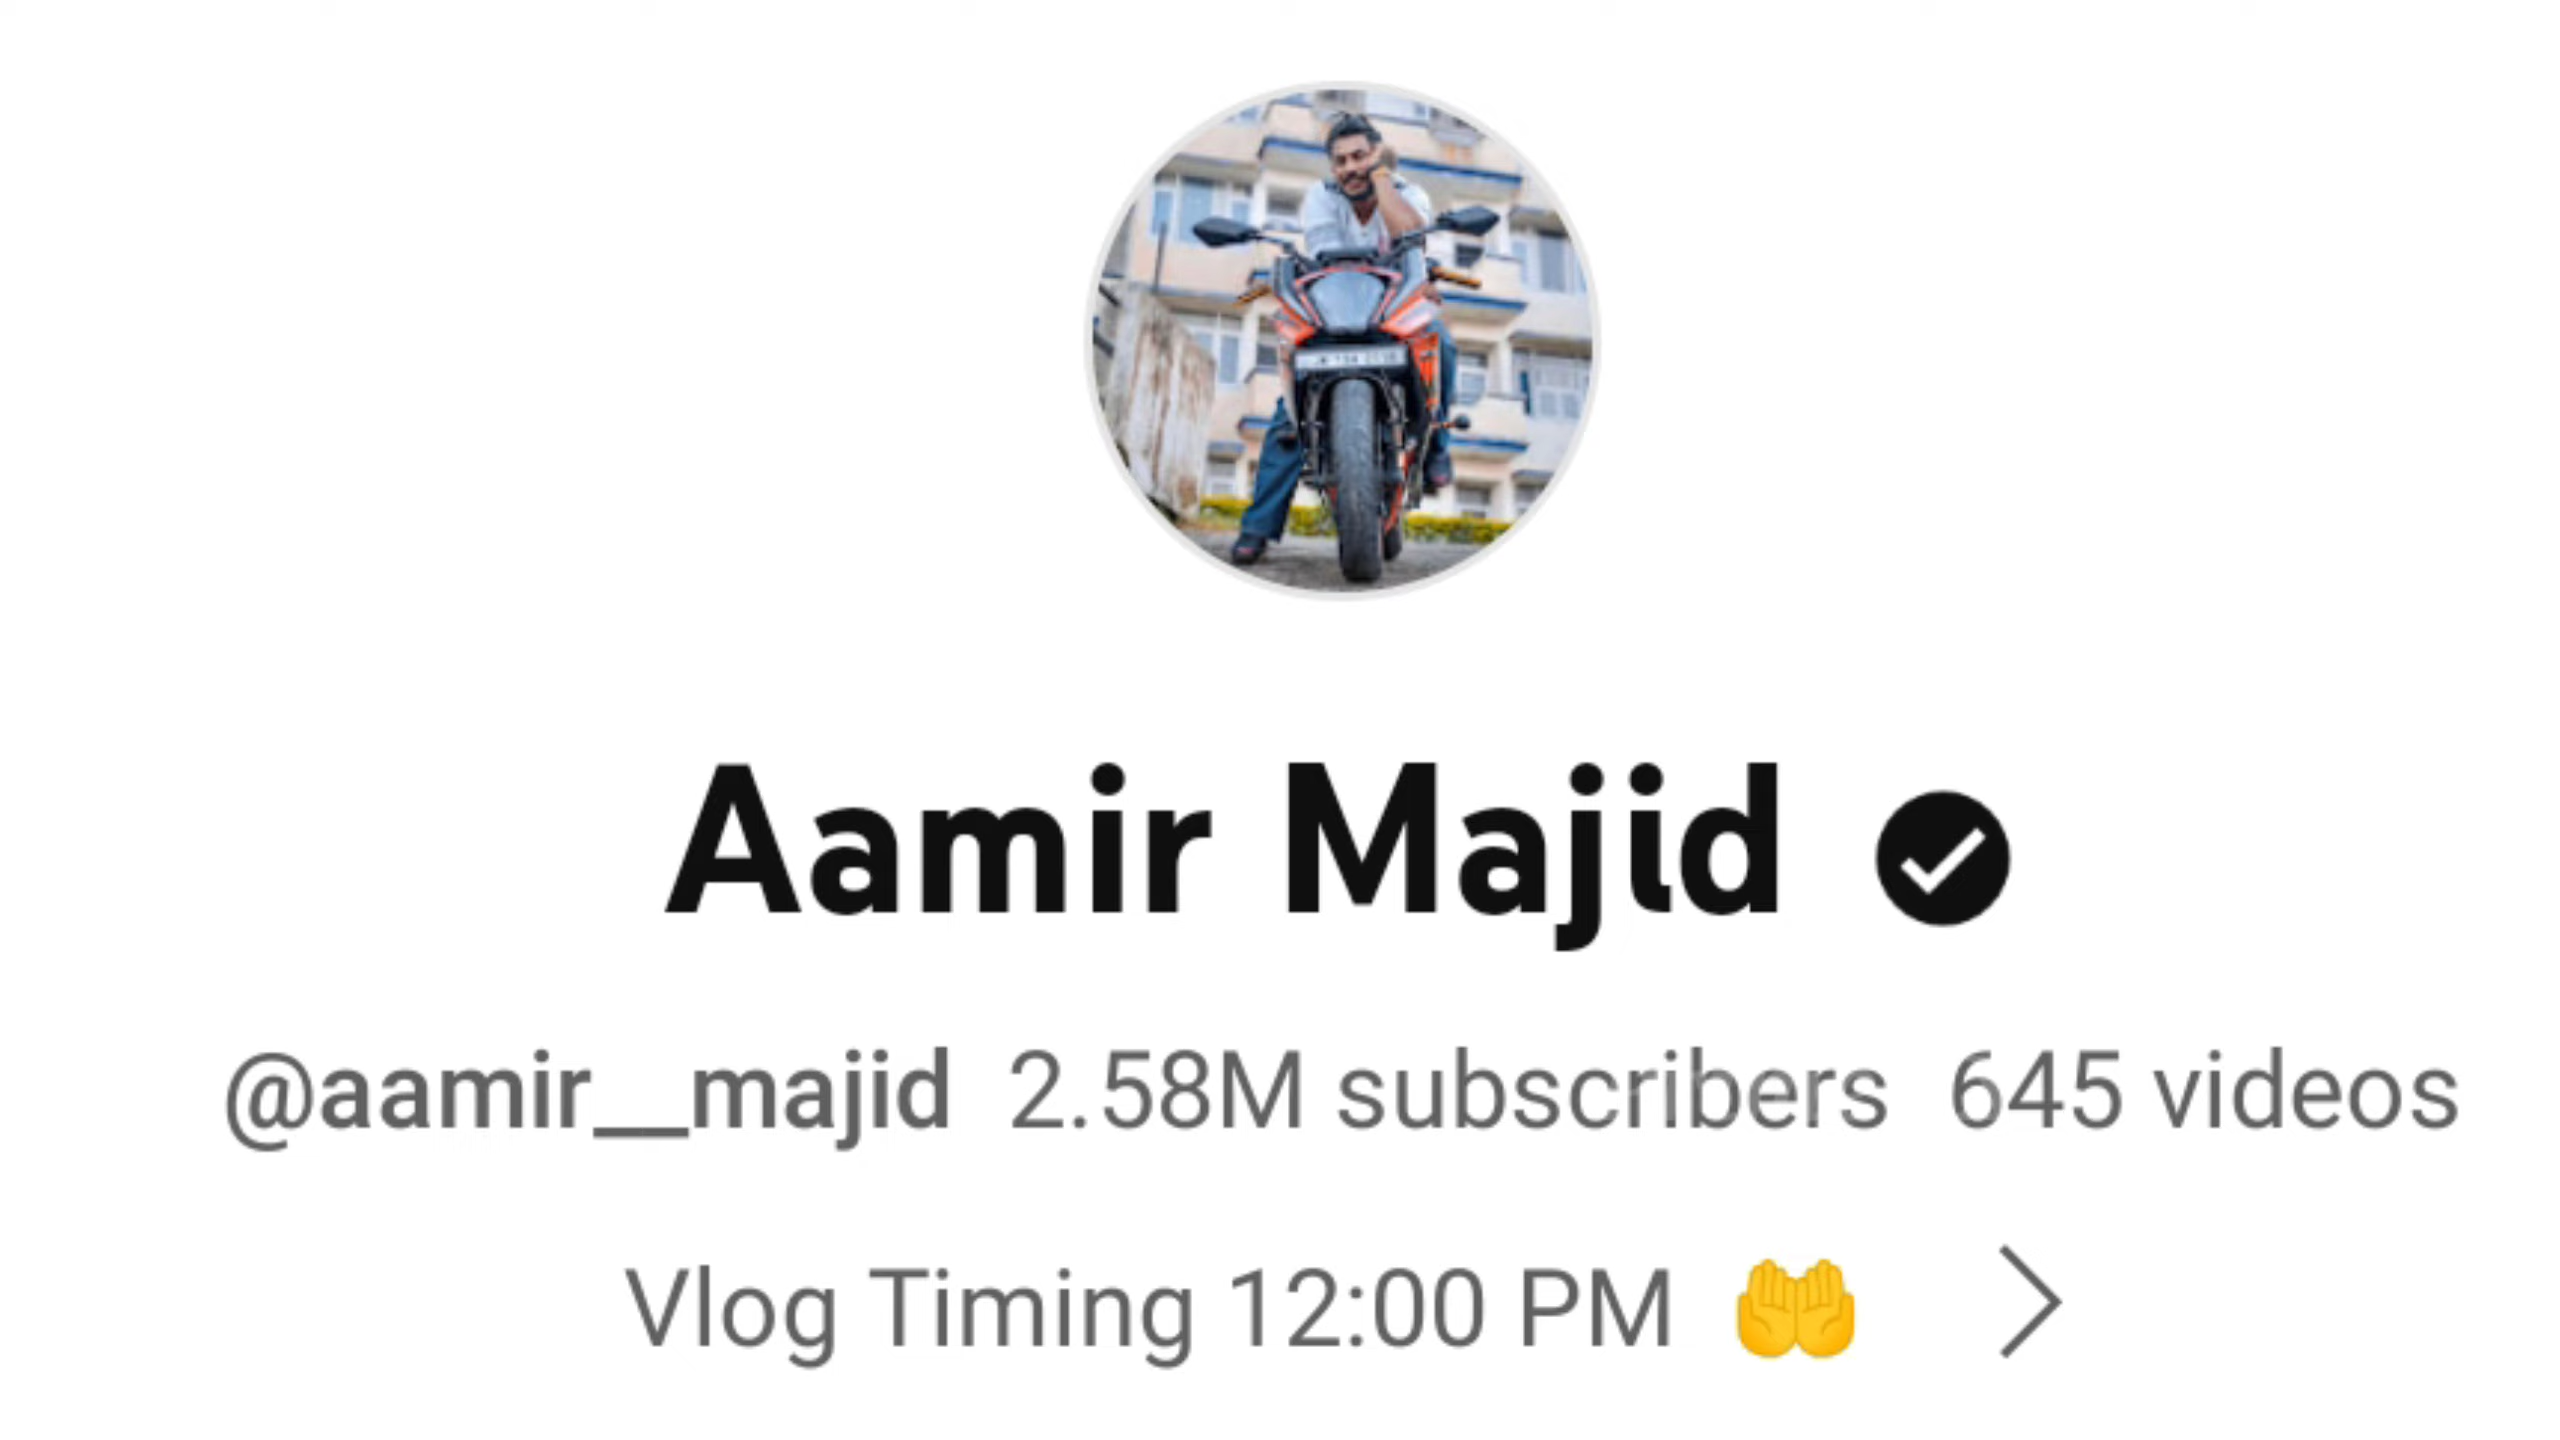 Aamir Majid
@aamir__majid 2.58M subscribers 645 videos
Vlog Timing 12:00 PM 🤲